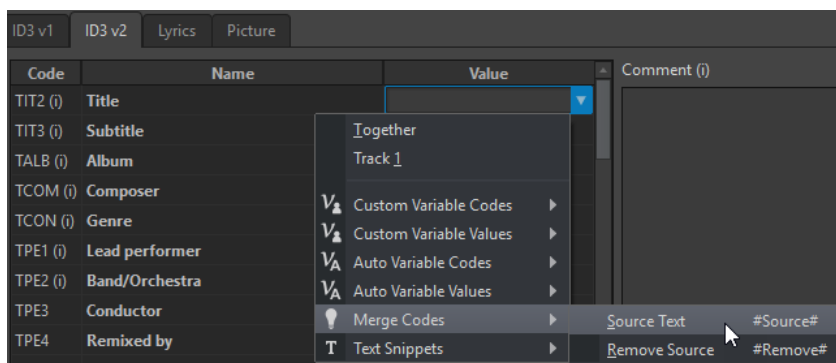 ID3 v1 ID3 v2 Lyrics Picture
Code Name Value Comment (i)
TIT2 (i) Title
TIT3 (i) Subtitle Together
TALB (i) Album Track 1
TCOM (i) Composer Custom Variable Codes
TCON (i) Genre Custom Variable Values
TPE1 (i) Lead performer Auto Variable Codes
TPE2 (i) Band/Orchestra Auto Variable Values
TPE3 Conductor Merge Codes Source Text #Source#
TPE4 Remixed by T Text Snippets Remove Source #Remove#